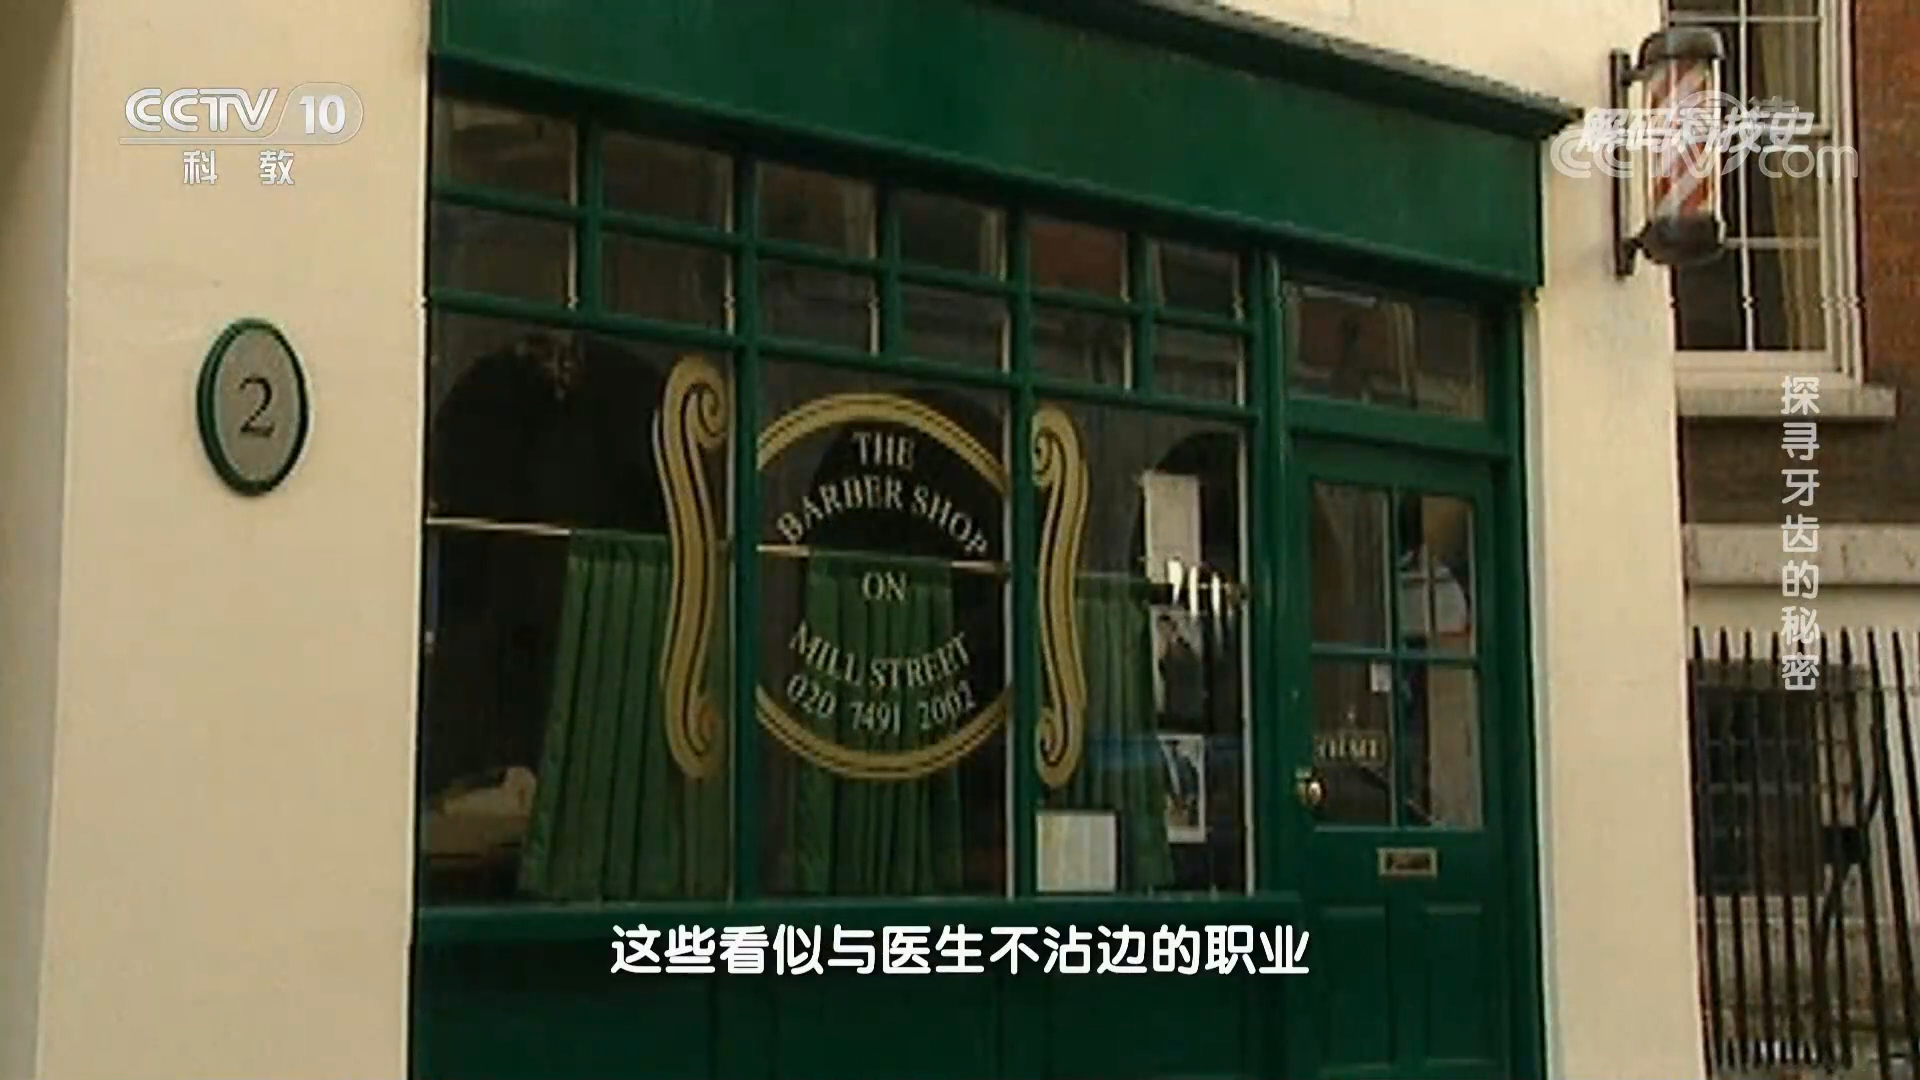 CCTV 10
科 教
解码科技史
CCTV.com
探寻牙齿的秘密
2
THE
BARBER SHOP
ON
MILL STREET
020 7491 2002
这些看似与医生不沾边的职业